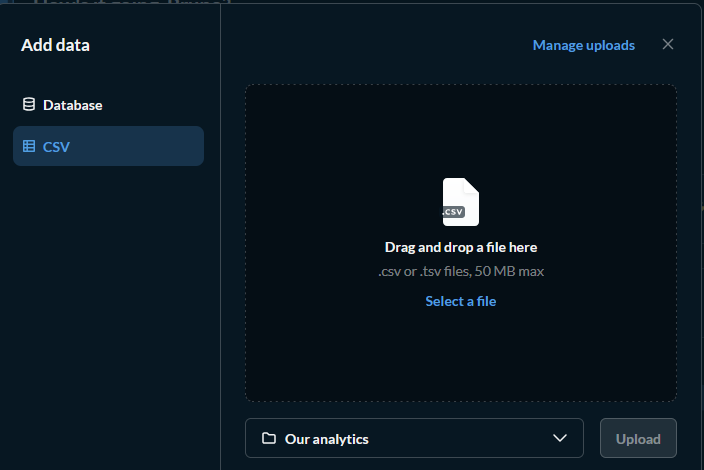 Add data
Manage uploads
Database
CSV
.CSV
Drag and drop a file here
.csv or .tsv files, 50 MB max
Select a file
Our analytics
Upload